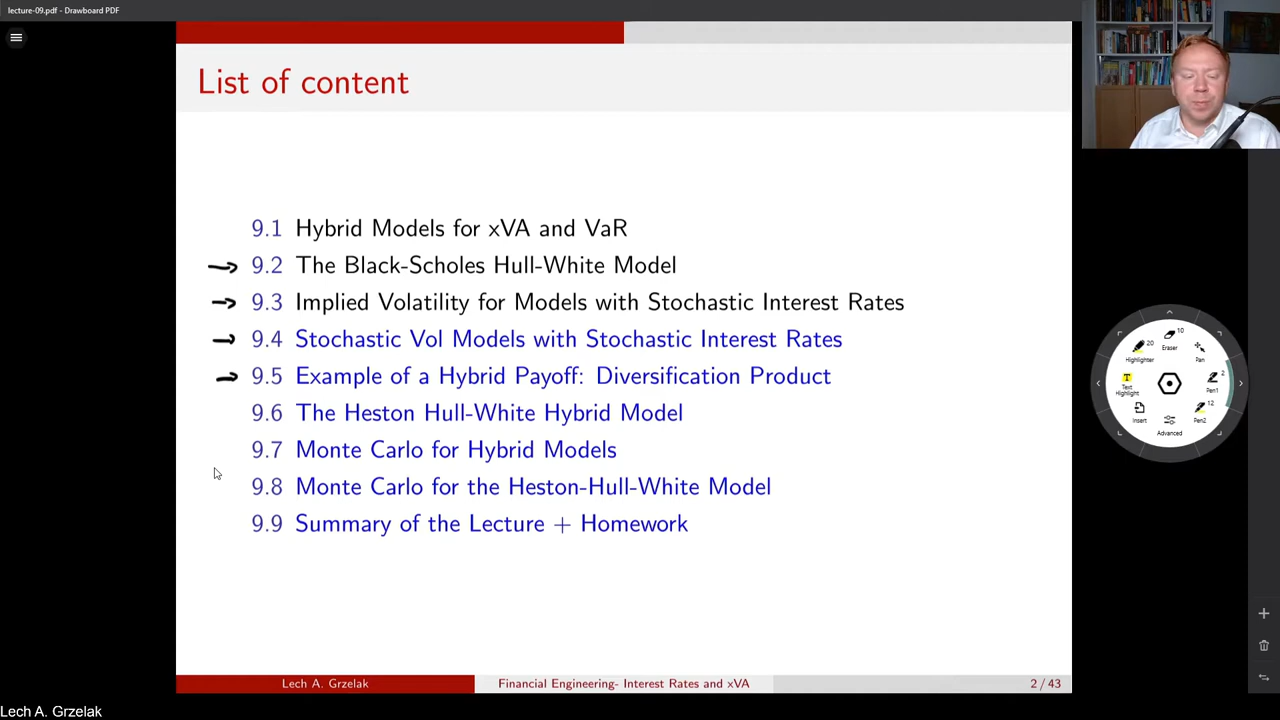 lecture-09.pdf - Drawboard PDF
List of content
9.1 Hybrid Models for xVA and VaR
9.2 The Black-Scholes Hull-White Model
9.3 Implied Volatility for Models with Stochastic Interest Rates
9.4 Stochastic Vol Models with Stochastic Interest Rates
9.5 Example of a Hybrid Payoff: Diversification Product
9.6 The Heston Hull-White Hybrid Model
9.7 Monte Carlo for Hybrid Models
9.8 Monte Carlo for the Heston-Hull-White Model
9.9 Summary of the Lecture + Homework
Lech A. Grzelak
Financial Engineering- Interest Rates and xVA
2 / 43
10
Eraser
20
Highlighter
Pan
T
Text Highlight
2
Pen1
Insert
12
Pen2
Advanced
Lech A. Grzelak